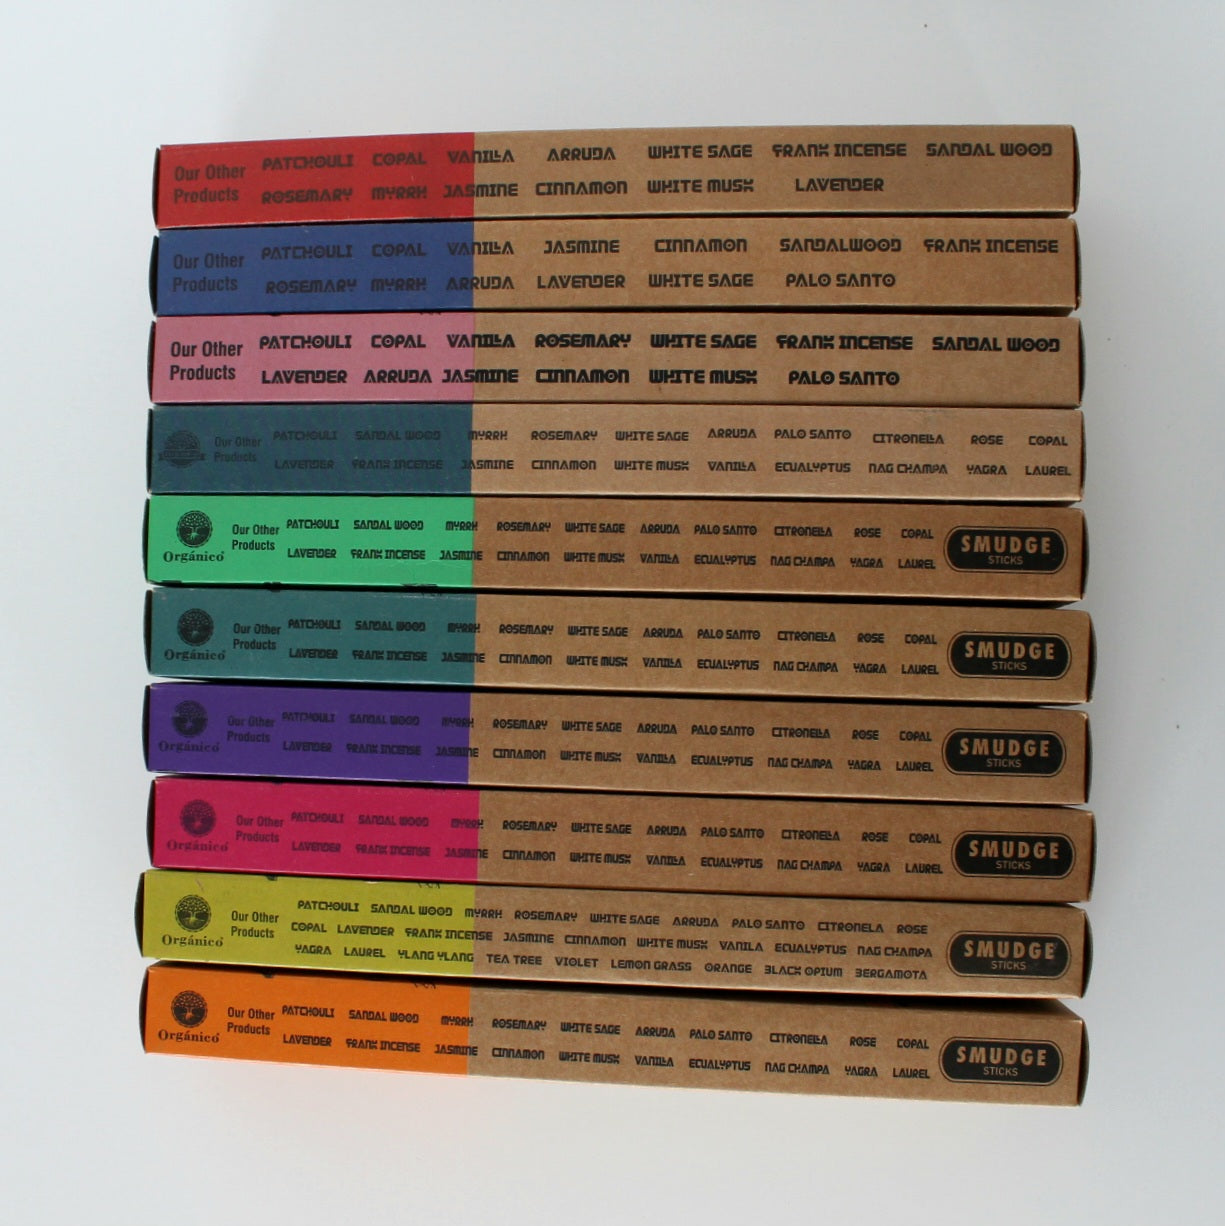 Our Other PATCHOULI COPAL VANILLA ARRUDA WHITE SAGE FRANK INCENSE SANDAL WOOD
Products ROSEMARY MYRRH JASMINE CINNAMON WHITE MUSK LAVENDER
Our Other PATCHOULI COPAL VANILLA JASMINE CINNAMON SANDALWOOD FRANK INCENSE
Products ROSEMARY MYRRH ARRUDA LAVENDER WHITE SAGE PALO SANTO
Our Other PATCHOULI COPAL VANILLA ROSEMARY WHITE SAGE FRANK INCENSE SANDAL WOOD
Products LAVENDER ARRUDA JASMINE CINNAMON WHITE MUSK PALO SANTO
Our Other PATCHOULI SANDAL WOOD MYRRH ROSEMARY WHITE SAGE ARRUDA PALO SANTO CITRONELLA ROSE COPAL
Products LAVENDER FRANK INCENSE JASMINE CINNAMON WHITE MUSK VANILLA ECUALYPTUS NAG CHAMPA YAGRA LAUREL
Our Other PATCHOULI SANDAL WOOD MYRRH ROSEMARY WHITE SAGE ARRUDA PALO SANTO CITRONELLA ROSE COPAL SMUDGE
Orgánico Products LAVENDER FRANK INCENSE JASMINE CINNAMON WHITE MUSK VANILLA ECUALYPTUS NAG CHAMPA YAGRA LAUREL STICKS
Our Other PATCHOULI SANDAL WOOD MYRRH ROSEMARY WHITE SAGE ARRUDA PALO SANTO CITRONELLA ROSE COPAL SMUDGE
Orgánico Products LAVENDER FRANK INCENSE JASMINE CINNAMON WHITE MUSK VANILLA ECUALYPTUS NAG CHAMPA YAGRA LAUREL STICKS
Our Other PATCHOULI SANDAL WOOD MYRRH ROSEMARY WHITE SAGE ARRUDA PALO SANTO CITRONELLA ROSE COPAL SMUDGE
Orgánico Products LAVENDER FRANK INCENSE JASMINE CINNAMON WHITE MUSK VANILLA ECUALYPTUS NAG CHAMPA YAGRA LAUREL STICKS
Our Other PATCHOULI SANDAL WOOD MYRRH ROSEMARY WHITE SAGE ARRUDA PALO SANTO CITRONELLA ROSE COPAL SMUDGE
Orgánico Products LAVENDER FRANK INCENSE JASMINE CINNAMON WHITE MUSK VANILLA ECUALYPTUS NAG CHAMPA YAGRA LAUREL STICKS
Our Other PATCHOULI SANDAL WOOD MYRRH ROSEMARY WHITE SAGE ARRUDA PALO SANTO CITRONELA ROSE
Products COPAL LAVENDER FRANK INCENSE JASMINE CINNAMON WHITE MUSK VANILA ECUALYPTUS NAG CHAMPA SMUDGE
Orgánico YAGRA LAUREL YLANG YLANG TEA TREE VIOLET LEMON GRASS ORANGE BLACK OPIUM BERGAMOTA STICKS
Our Other PATCHOULI SANDAL WOOD MYRRH ROSEMARY WHITE SAGE ARRUDA PALO SANTO CITRONELLA ROSE COPAL SMUDGE
Orgánico Products LAVENDER FRANK INCENSE JASMINE CINNAMON WHITE MUSK VANILLA ECUALYPTUS NAG CHAMPA YAGRA LAUREL STICKS